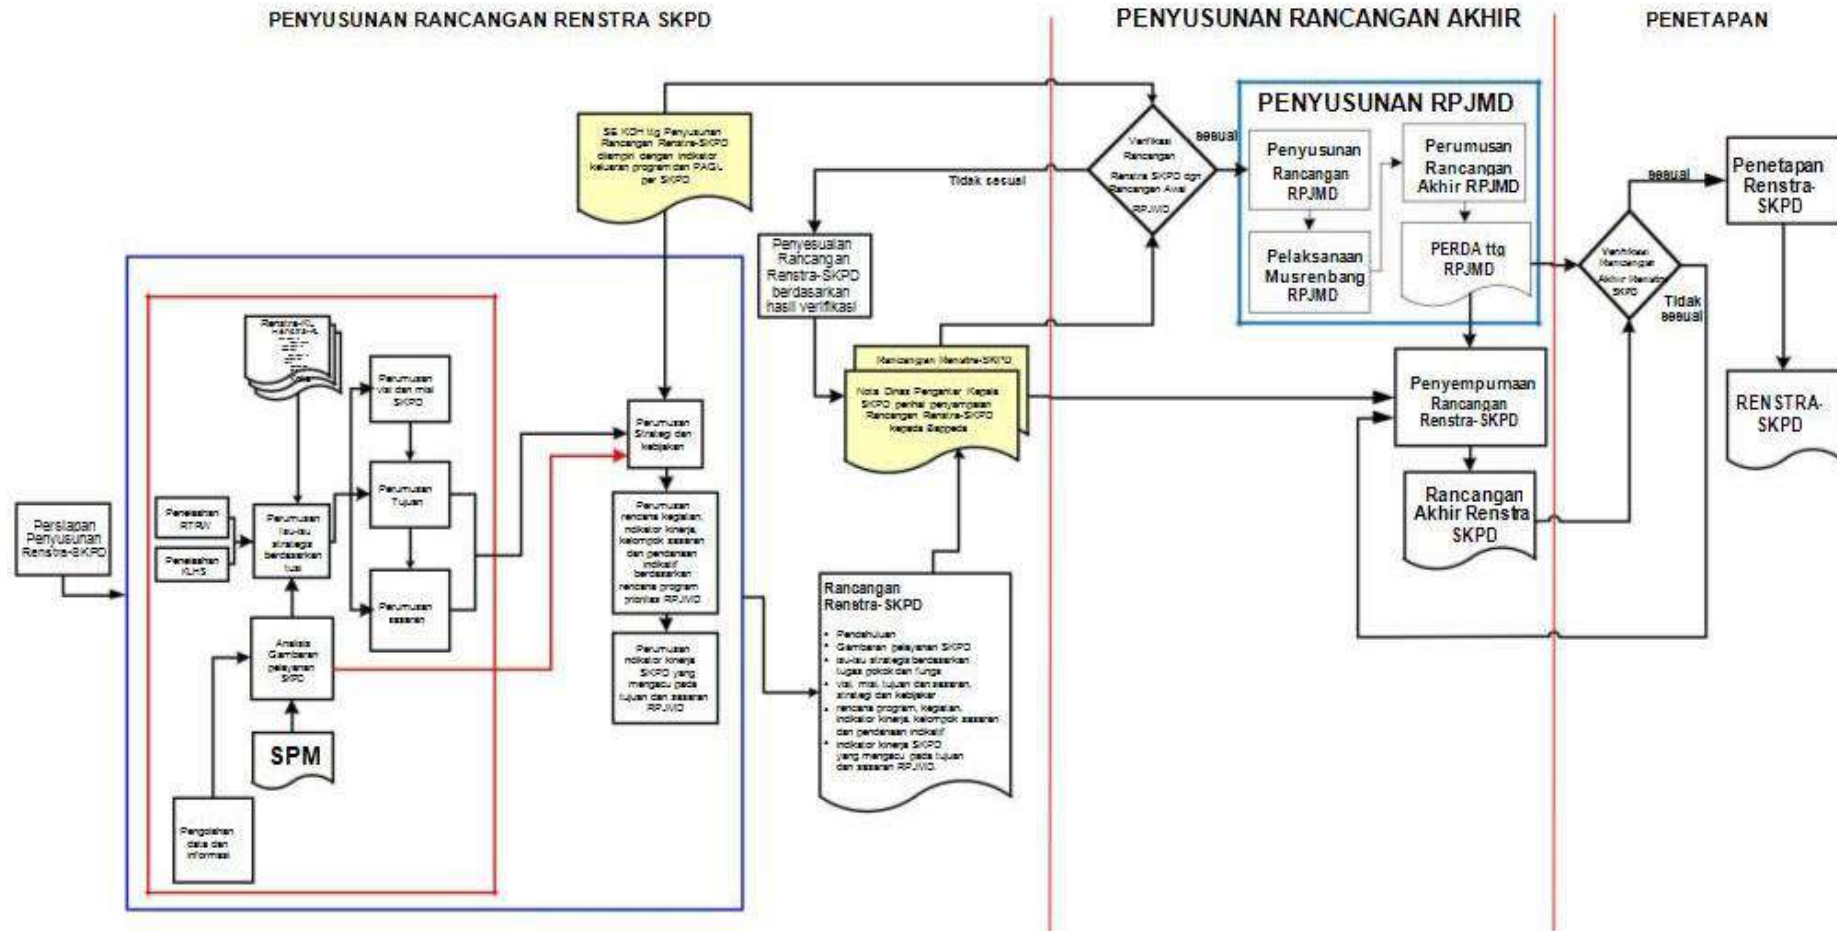 PENYUSUNAN RANCANGAN RENSTRA SKPD
PENYUSUNAN RANCANGAN AKHIR
PENETAPAN
SE KDH ttg Penyusunan
Rancangan Renstra-SKPD
dilampiri dengan indikator
keluaran program dan PAGU
per SKPD
Persiapan
Penyusunan
Renstra-SKPD
Renstra-KL
Penelaahan
RTRW
Penelaahan
KLHS
Perumusan
Isu-isu
strategis
berdasarkan
tusi
Analisis
Gambaran
pelayanan
SKPD
SPM
Pengolahan
data dan
informasi
Perumusan
visi dan misi
SKPD
Perumusan
Tujuan
Perumusan
sasaran
Perumusan
Strategi dan
kebijakan
Perumusan
rencana kegiatan,
indikator kinerja,
kelompok sasaran
dan pendanaan
indikatif
berdasarkan
rencana program
prioritas RPJMD
Perumusan
indikator kinerja
SKPD yang
mengacu pada
tujuan dan sasaran
RPJMD
Penyesuaian
Rancangan
Renstra-SKPD
berdasarkan
hasil verifikasi
Rancangan Renstra-SKPD
Nota Dinas Pengantar Kepala
SKPD perihal penyampaian
Rancangan Renstra-SKPD
kepada Bappeda
Rancangan
Renstra-SKPD
• Pendahuluan
• Gambaran pelayanan SKPD
• isu-isu strategis berdasarkan
tugas pokok dan fungsi
• visi, misi, tujuan dan sasaran,
strategi dan kebijakan
• rencana program, kegiatan,
indikator kinerja, kelompok sasaran
dan pendanaan indikatif
• indikator kinerja SKPD
yang mengacu pada tujuan
dan sasaran RPJMD.
Tidak sesuai
Verifikasi
Rancangan
Renstra SKPD dgn
Rancangan Awal
RPJMD
sesuai
PENYUSUNAN RPJMD
Penyusunan
Rancangan
RPJMD
Pelaksanaan
Musrenbang
RPJMD
Perumusan
Rancangan
Akhir RPJMD
PERDA ttg
RPJMD
Penyempurnaan
Rancangan
Renstra-SKPD
Rancangan
Akhir Renstra
SKPD
Verifikasi
Rancangan
Akhir Renstra
SKPD
sesuai
Tidak
sesuai
Penetapan
Renstra-
SKPD
RENSTRA-
SKPD